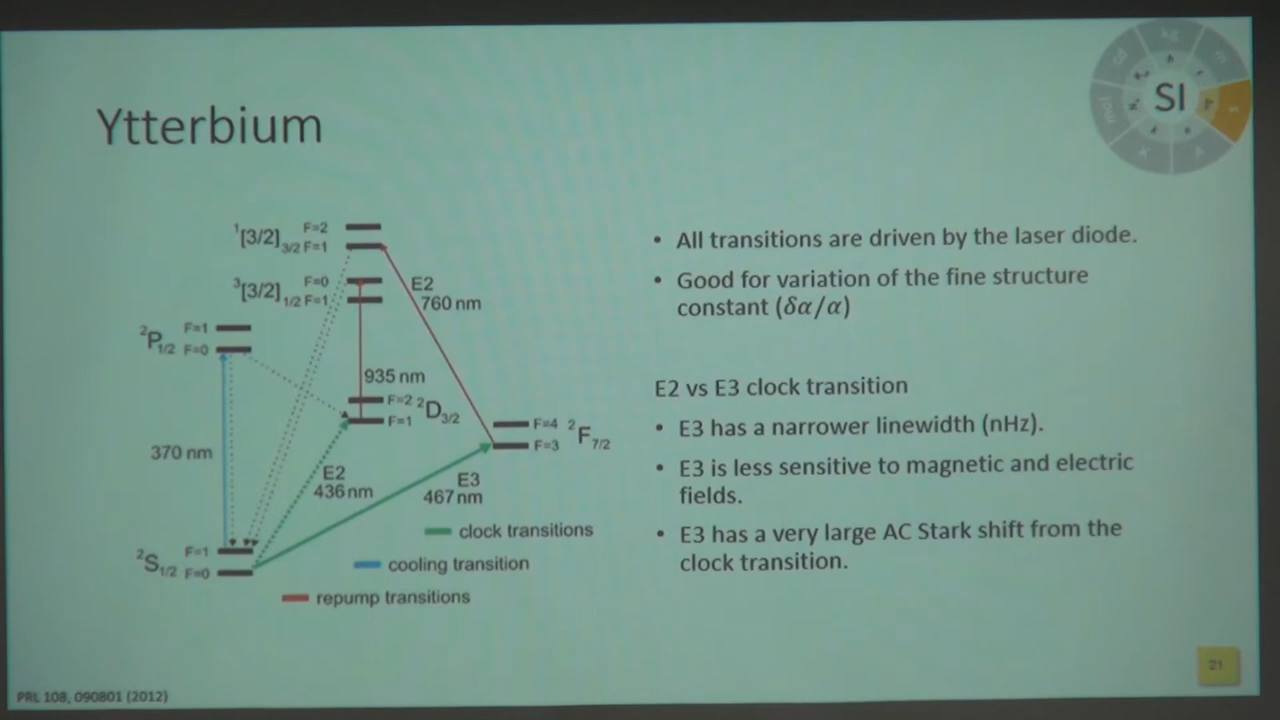 Ytterbium
SI
¹[3/2]₃/₂ F=2
F=1
³[3/2]₁/₂ F=0
F=1
E2
760 nm
²P₁/₂ F=1
F=0
935 nm
F=2 ²D₃/₂
F=1
F=4 ²F₇/₂
F=3
370 nm
E2
436 nm
E3
467 nm
²S₁/₂ F=1
F=0
clock transitions
cooling transition
repump transitions
• All transitions are driven by the laser diode.
• Good for variation of the fine structure
constant (δα/α)
E2 vs E3 clock transition
• E3 has a narrower linewidth (nHz).
• E3 is less sensitive to magnetic and electric
fields.
• E3 has a very large AC Stark shift from the
clock transition.
PRL 108, 090801 (2012)
21